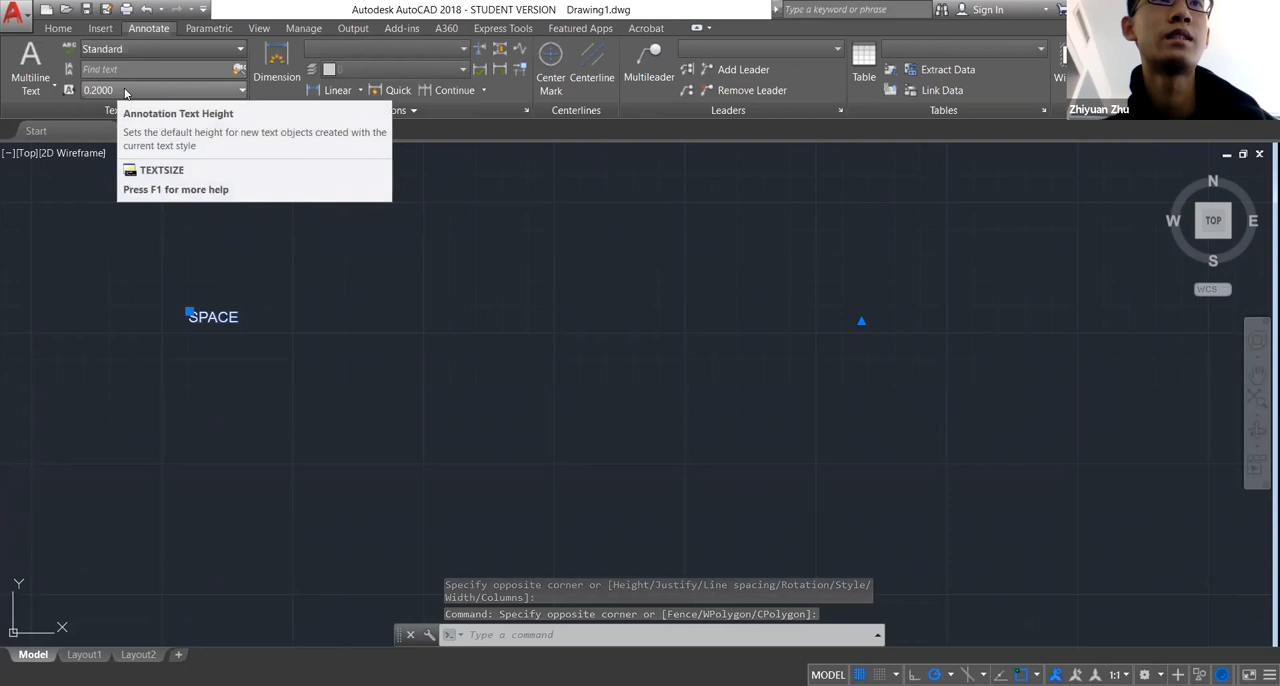 Autodesk AutoCAD 2018 - STUDENT VERSION Drawing1.dwg
Type a keyword or phrase
Sign In
Home Insert Annotate Parametric View Manage Output Add-ins A360 Express Tools Featured Apps Acrobat
Multiline Text
Standard
Find text
0.2000
Dimension
0
Linear Quick Continue
Center Mark
Centerline
Centerlines
Multileader
Add Leader
Remove Leader
Leaders
Table
Extract Data
Link Data
Tables
Zhiyuan Zhu
Annotation Text Height
Sets the default height for new text objects created with the
current text style
TEXTSIZE
Press F1 for more help
Start
[−][Top][2D Wireframe]
N
W TOP E
S
WCS
SPACE
Y
X
Specify opposite corner or [Height/Justify/Line spacing/Rotation/Style/
Width/Columns]:
Command: Specify opposite corner or [Fence/WPolygon/CPolygon]:
Type a command
Model Layout1 Layout2 +
MODEL 1:1